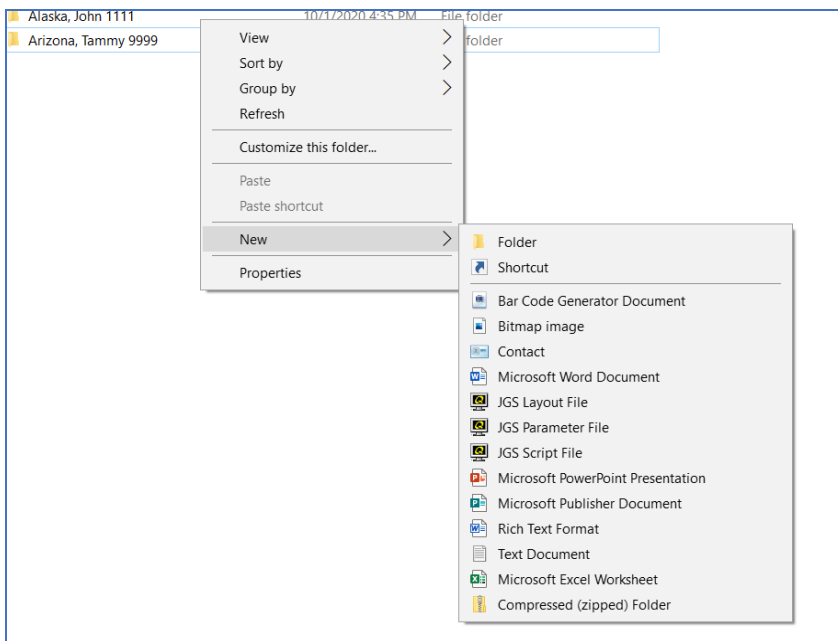 Alaska, John 1111 10/1/2020 4:35 PM File folder
Arizona, Tammy 9999 folder
View
Sort by
Group by
Refresh
Customize this folder...
Paste
Paste shortcut
New
Properties
Folder
Shortcut
Bar Code Generator Document
Bitmap image
Contact
Microsoft Word Document
JGS Layout File
JGS Parameter File
JGS Script File
Microsoft PowerPoint Presentation
Microsoft Publisher Document
Rich Text Format
Text Document
Microsoft Excel Worksheet
Compressed (zipped) Folder